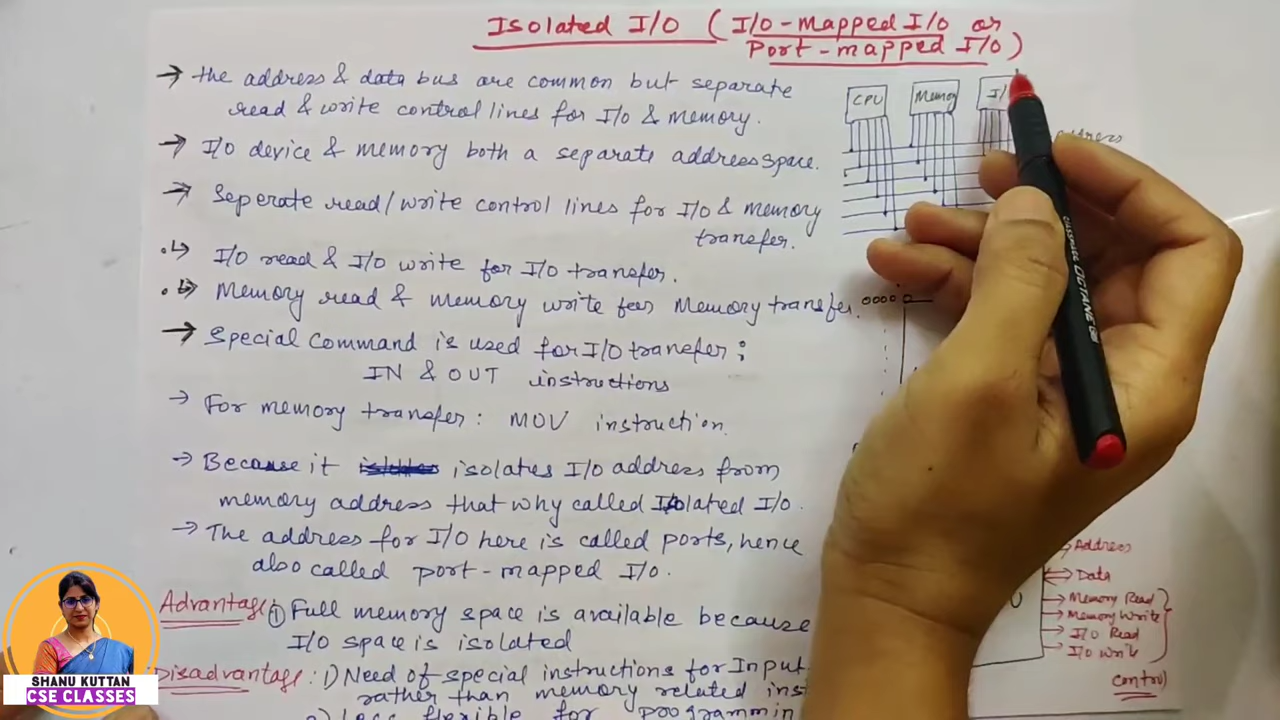 Isolated I/O (I/O-Mapped I/O or
Port-mapped I/O)
→ the address & data bus are common but separate
read & write control lines for I/O & memory.
→ I/O device & memory both a separate address space.
→ Seperate read/write control lines for I/O & memory
transfer.
I/O read & I/O write for I/O transfer.
Memory read & memory write for Memory transfer.
→ Special command is used for I/O transfer;
IN & OUT instructions
→ For memory transfer: MOV instruction.
→ Because it isolates I/O address from
memory address that why called Isolated I/O.
→ The address for I/O here is called ports, hence
also called port-mapped I/O.
Advantage: ① Full memory space is available because
I/O space is isolated
Disadvantage: 1) Need of special instructions for Input
rather than memory related
Less flexible for
CPU
Memory
I/
0000
Address
Data
Memory Read
Memory Write
I/O Read
I/O Write
control
CLASSMATE OCTANE
SHANU KUTTAN
CSE CLASSES